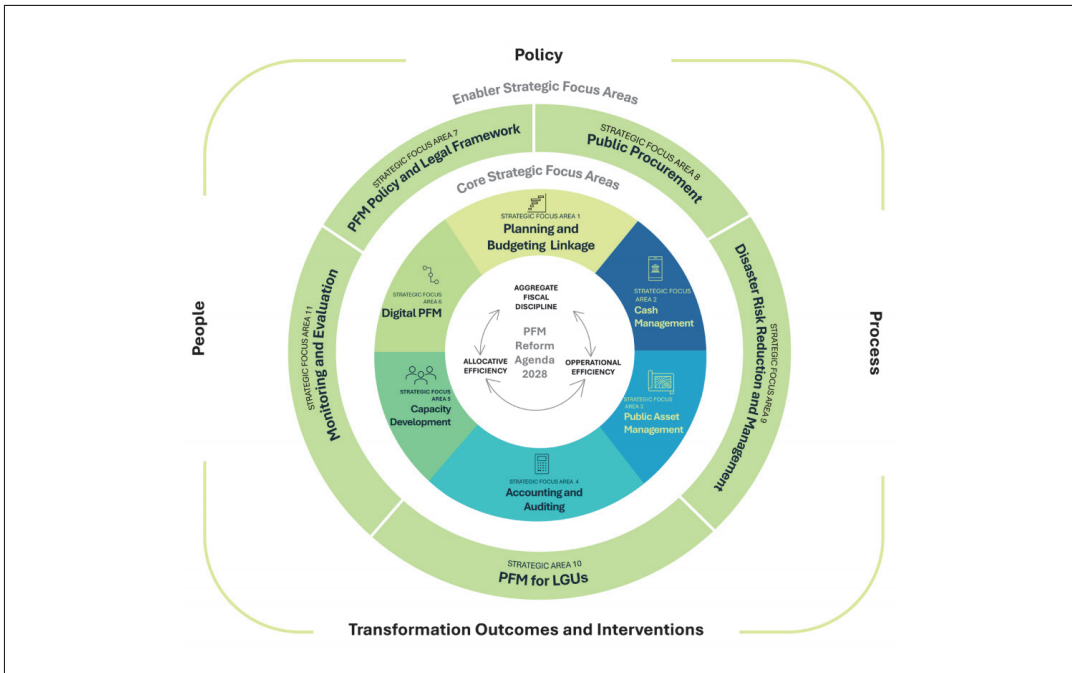 Policy
Enabler Strategic Focus Areas
STRATEGIC FOCUS AREA 7
PFM Policy and Legal Framework
STRATEGIC FOCUS AREA 8
Public Procurement
Core Strategic Focus Areas
STRATEGIC FOCUS AREA 1
Planning and
Budgeting Linkage
STRATEGIC FOCUS
AREA 2
Cash
Management
STRATEGIC FOCUS
AREA 3
Public Asset
Management
STRATEGIC FOCUS AREA 4
Accounting and
Auditing
STRATEGIC FOCUS
AREA 5
Capacity
Development
STRATEGIC FOCUS
AREA 6
Digital PFM
AGGREGATE
FISCAL
DISCIPLINE
PFM
Reform
Agenda
2028
ALLOCATIVE
EFFICIENCY
OPPERATIONAL
EFFICIENCY
STRATEGIC FOCUS AREA 9
Disaster Risk Reduction and Management
STRATEGIC AREA 10
PFM for LGUs
STRATEGIC FOCUS AREA 11
Monitoring and Evaluation
People
Process
Transformation Outcomes and Interventions